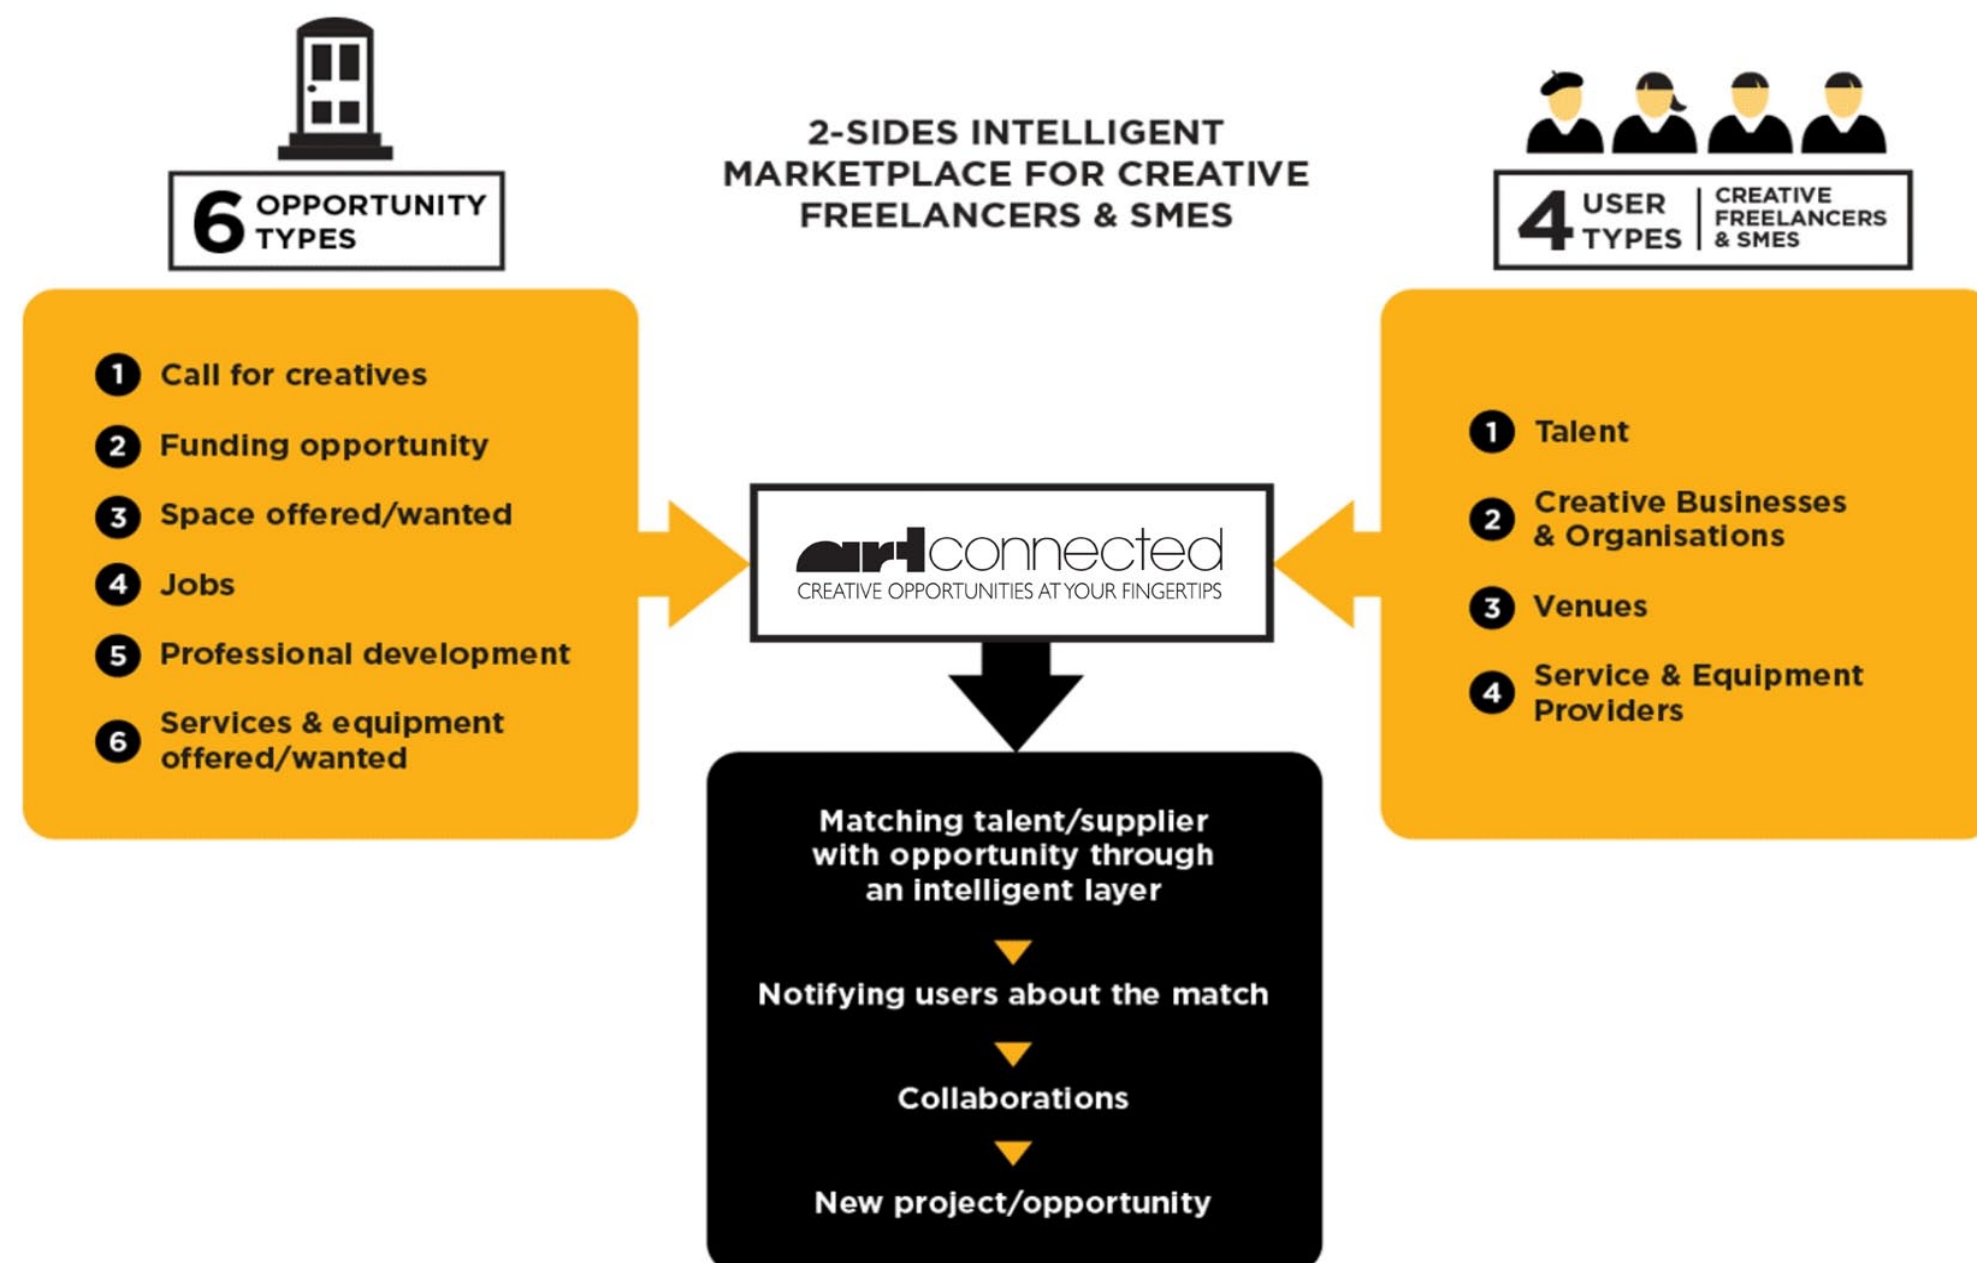 6 OPPORTUNITY
TYPES
2-SIDES INTELLIGENT
MARKETPLACE FOR CREATIVE
FREELANCERS & SMES
4 USER
TYPES
CREATIVE
FREELANCERS
& SMES
1 Call for creatives
2 Funding opportunity
3 Space offered/wanted
4 Jobs
5 Professional development
6 Services & equipment
offered/wanted
artconnected
CREATIVE OPPORTUNITIES AT YOUR FINGERTIPS
1 Talent
2 Creative Businesses
& Organisations
3 Venues
4 Service & Equipment
Providers
Matching talent/supplier
with opportunity through
an intelligent layer
Notifying users about the match
Collaborations
New project/opportunity